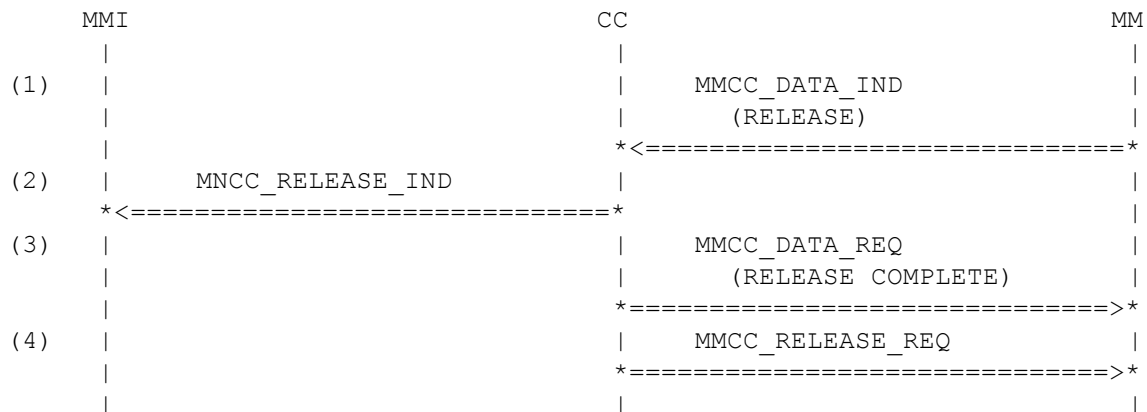 MMI CC MM
| | |
(1) | | MMCC_DATA_IND |
| | (RELEASE) |
| *<==============================*
(2) | MNCC_RELEASE_IND | |
*<==============================* |
(3) | | MMCC_DATA_REQ |
| | (RELEASE COMPLETE) |
| *==============================>*
(4) | | MMCC_RELEASE_REQ |
| *==============================>*
| | |